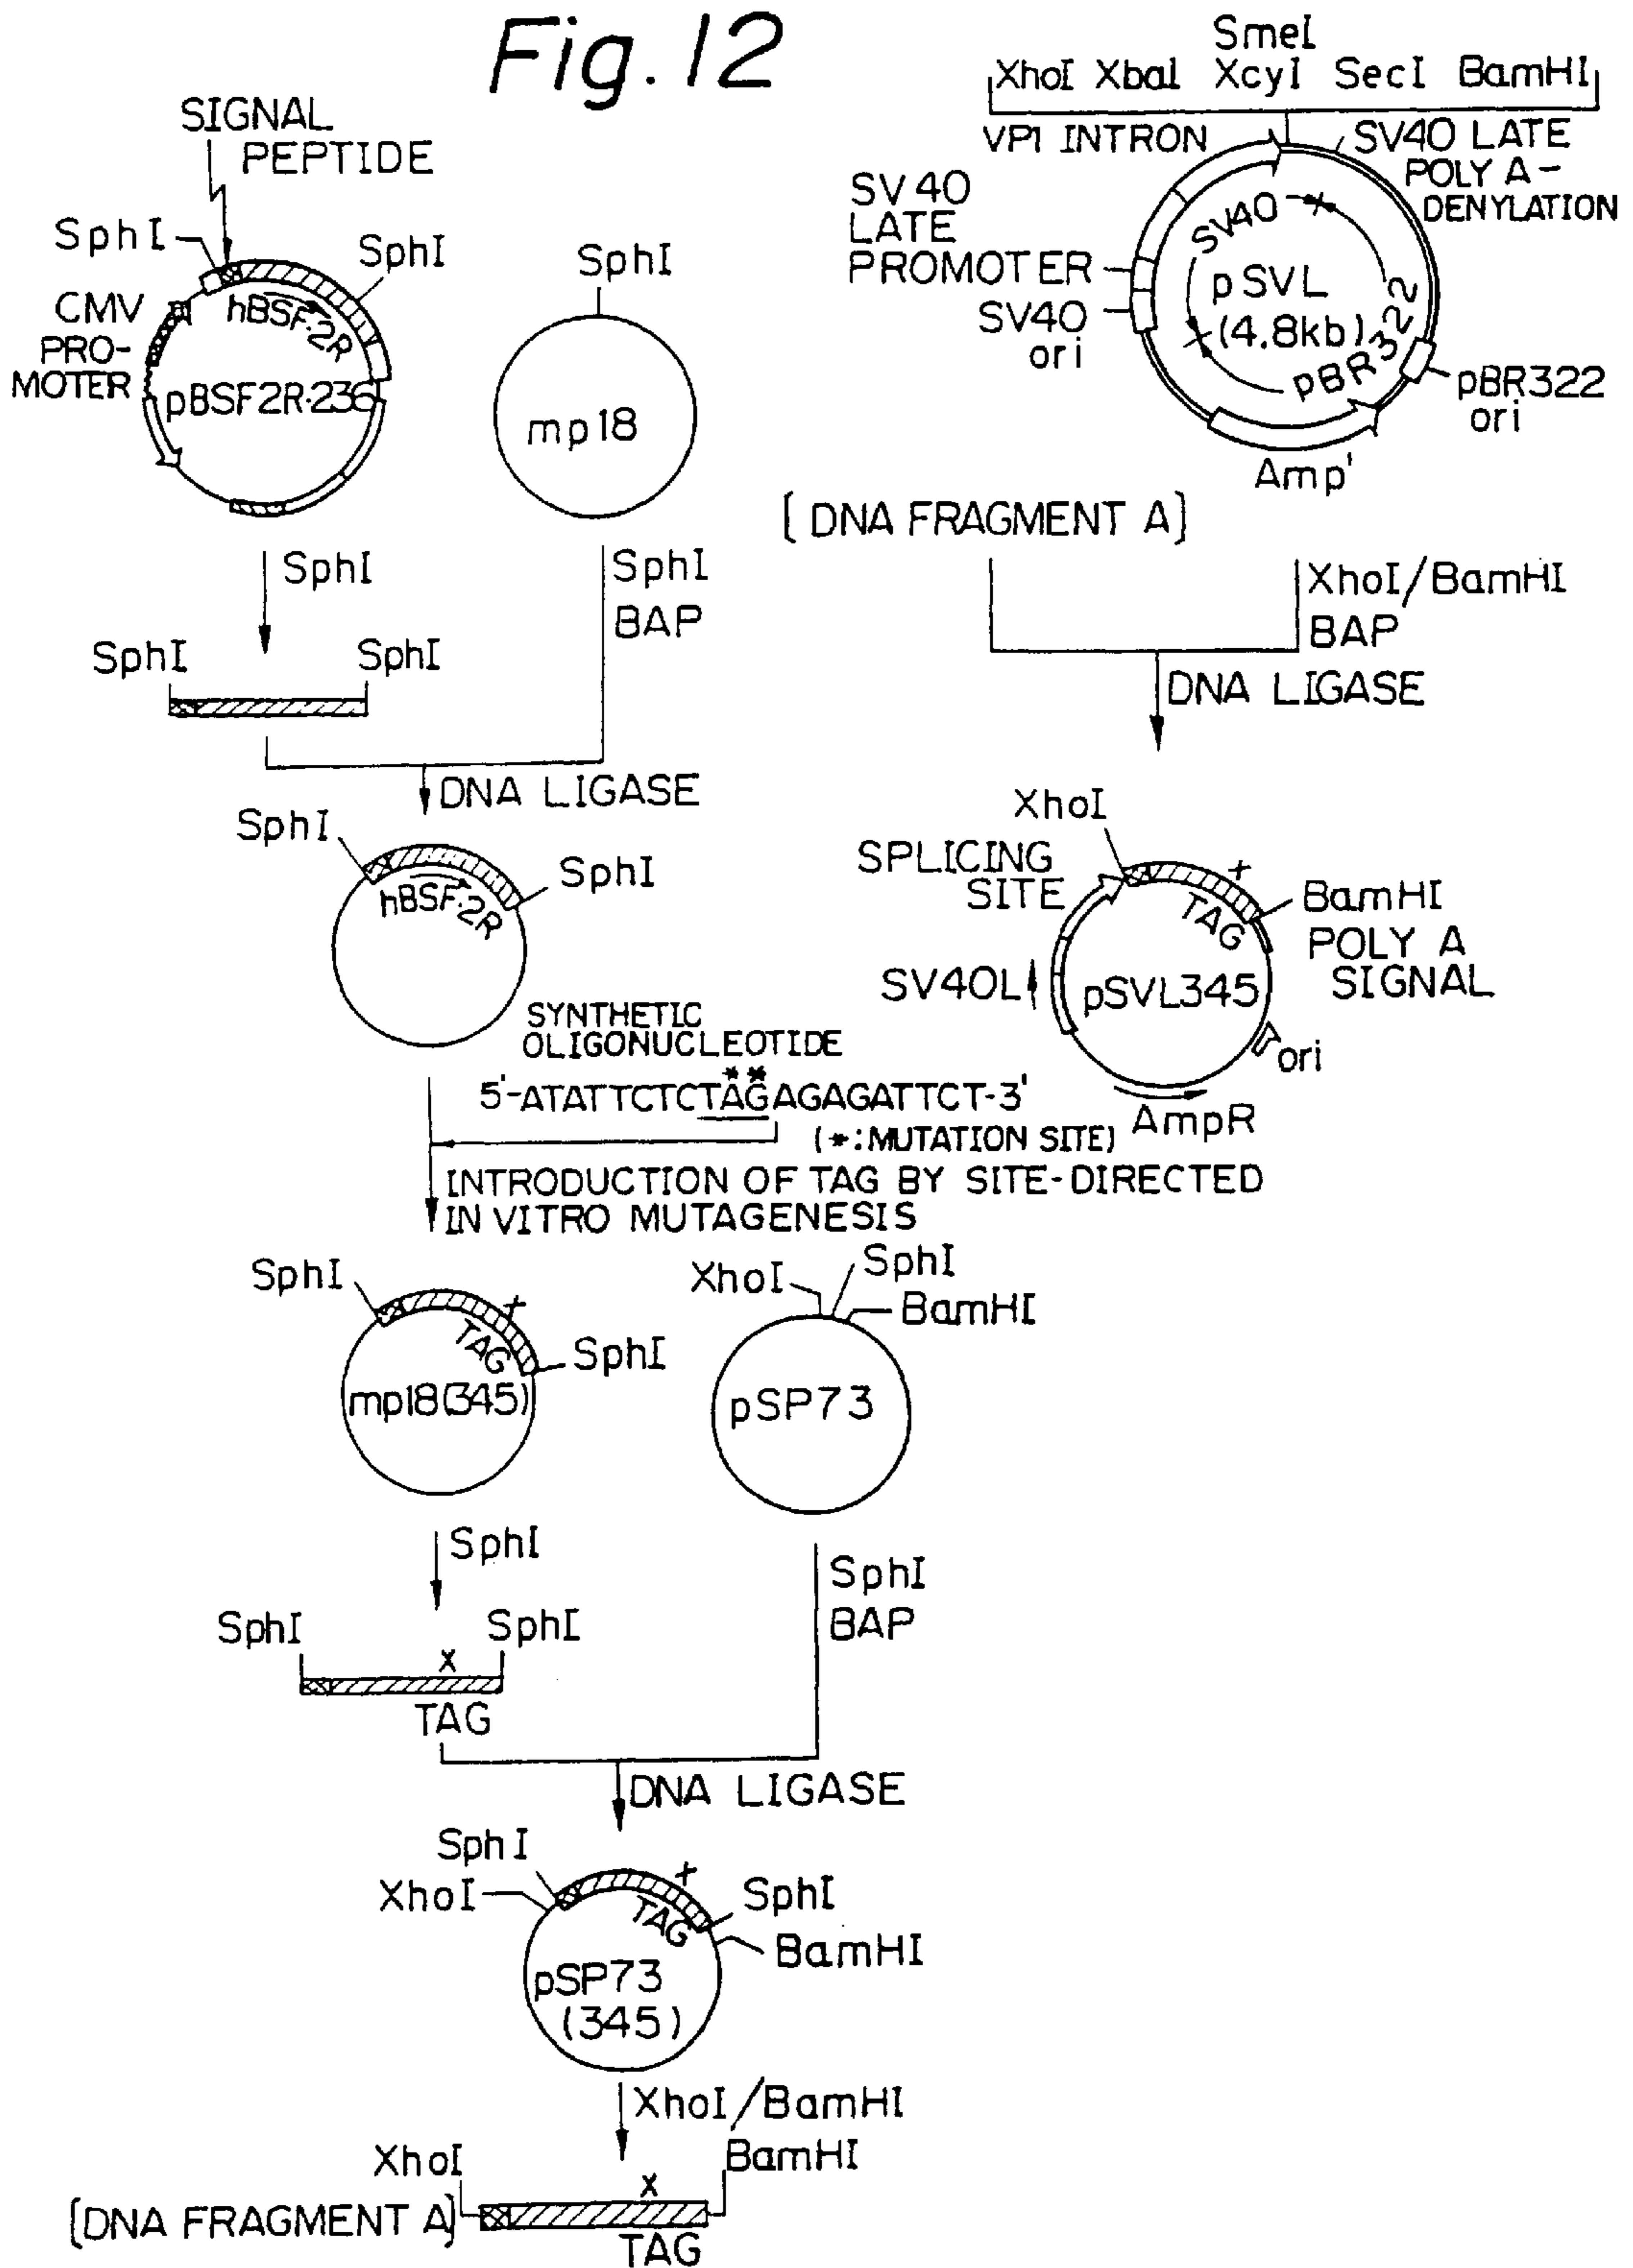 Fig. 12
SIGNAL
PEPTIDE
SphI
SphI
CMV
PRO-
MOTER
hBSF·2R
pBSF2R·236
SphI
mp18
SmeI
XhoI XbaI XcyI SecI BamHI
VP1 INTRON
SV40 LATE
POLY A-
DENYLATION
SV40
LATE
PROMOTER
SV40
ori
SV40
pSVL
(4.8kb)
pBR322
pBR322
ori
Amp'
[DNA FRAGMENT A]
SphI
SphI
BAP
XhoI/BamHI
BAP
SphI
SphI
DNA LIGASE
DNA LIGASE
SphI
SphI
hBSF·2R
XhoI
SPLICING
SITE
x
TAG
BamHI
POLY A
SIGNAL
SV40L
pSVL345
ori
AmpR
SYNTHETIC
OLIGONUCLEOTIDE
**
5'-ATATTCTCTAGAGAGATTCT-3'
(*:MUTATION SITE)
INTRODUCTION OF TAG BY SITE-DIRECTED
IN VITRO MUTAGENESIS
SphI
x
TAG
SphI
mp18(345)
XhoI
SphI
BamHI
pSP73
SphI
SphI
BAP
SphI
SphI
x
TAG
DNA LIGASE
SphI
XhoI
x
TAG
SphI
BamHI
pSP73
(345)
XhoI/BamHI
XhoI
BamHI
x
[DNA FRAGMENT A]
TAG